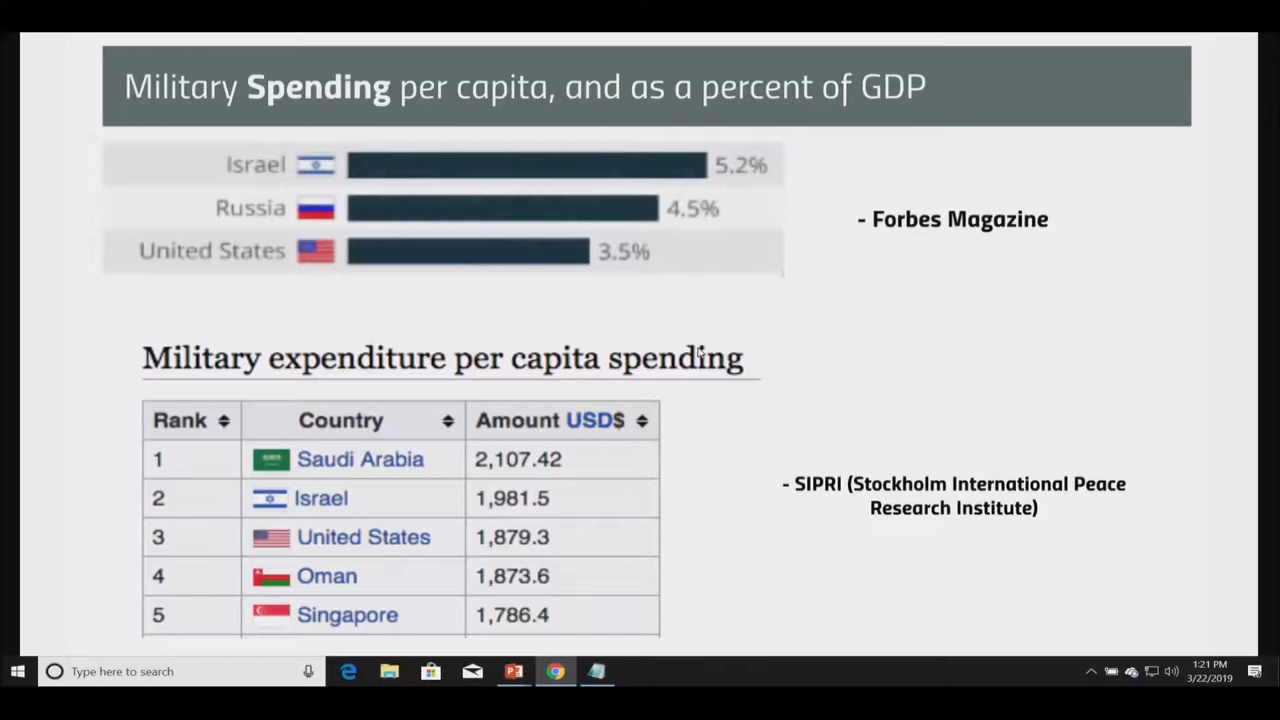 Military Spending per capita, and as a percent of GDP
Israel 5.2%
Russia 4.5%
United States 3.5%
- Forbes Magazine
Military expenditure per capita spending
Rank Country Amount USD$
1 Saudi Arabia 2,107.42
2 Israel 1,981.5
3 United States 1,879.3
4 Oman 1,873.6
5 Singapore 1,786.4
- SIPRI (Stockholm International Peace
Research Institute)
Type here to search
1:21 PM
3/22/2019